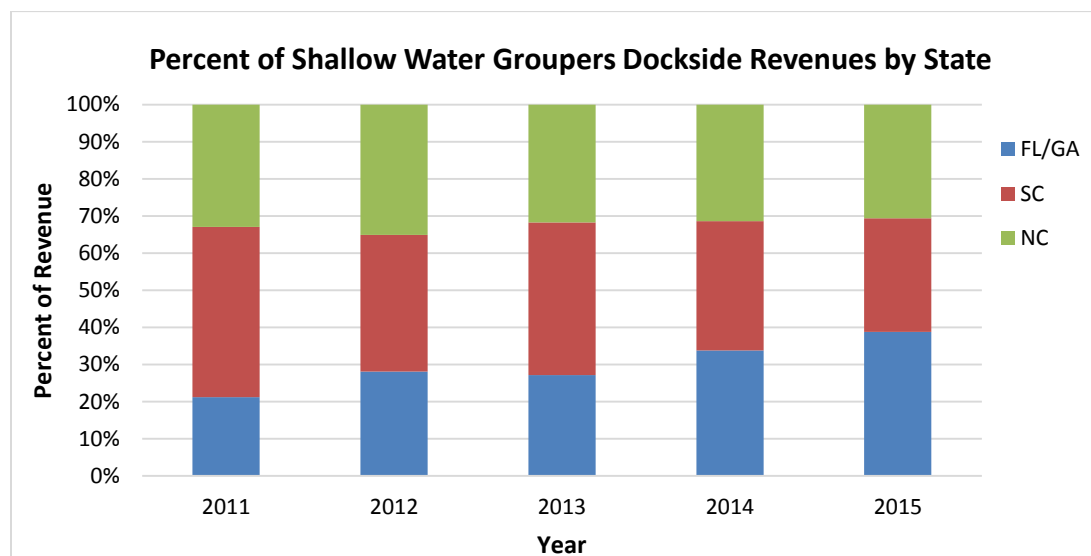 Percent of Shallow Water Groupers Dockside Revenues by State
100%
90%
80%
70%
60%
50%
40%
30%
20%
10%
0%
Percent of Revenue
2011 2012 2013 2014 2015
Year
FL/GA
SC
NC